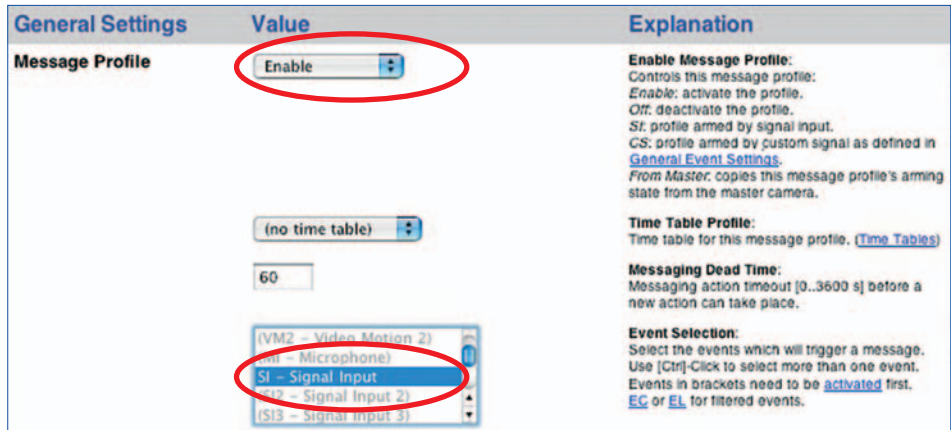 General Settings Value Explanation
Message Profile
Enable
Enable Message Profile:
Controls this message profile:
Enable: activate the profile.
Off: deactivate the profile.
SI: profile armed by signal input.
CS: profile armed by custom signal as defined in
General Event Settings.
From Master: copies this message profile's arming
state from the master camera.
(no time table)
Time Table Profile:
Time table for this message profile. (Time Tables)
60
Messaging Dead Time:
Messaging action timeout [0..3600 s] before a
new action can take place.
(VM2 – Video Motion 2)
(MI – Microphone)
SI – Signal Input
(SI2 – Signal Input 2)
(SI3 – Signal Input 3)
Event Selection:
Select the events which will trigger a message.
Use [Ctrl]-Click to select more than one event.
Events in brackets need to be activated first.
EC or EL for filtered events.